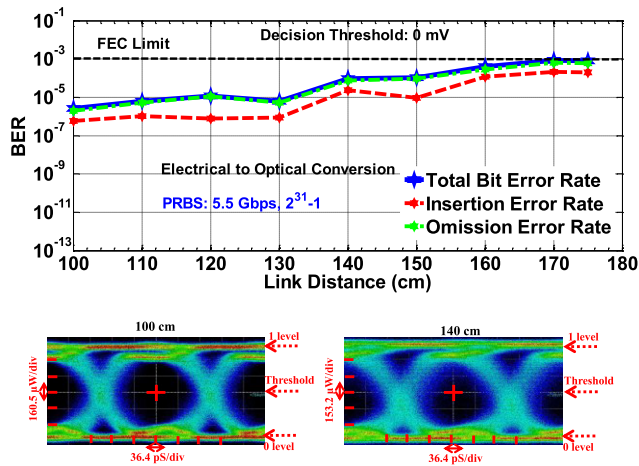 10^-1
10^-3
10^-5
10^-7
10^-9
10^-11
10^-13
BER
FEC Limit
Decision Threshold: 0 mV
Electrical to Optical Conversion
PRBS: 5.5 Gbps, 2^31-1
Total Bit Error Rate
Insertion Error Rate
Omission Error Rate
100 110 120 130 140 150 160 170 180
Link Distance (cm)
100 cm
1 level
Threshold
0 level
160.5 µW/div
36.4 pS/div
140 cm
1 level
Threshold
0 level
153.2 µW/div
36.4 pS/div